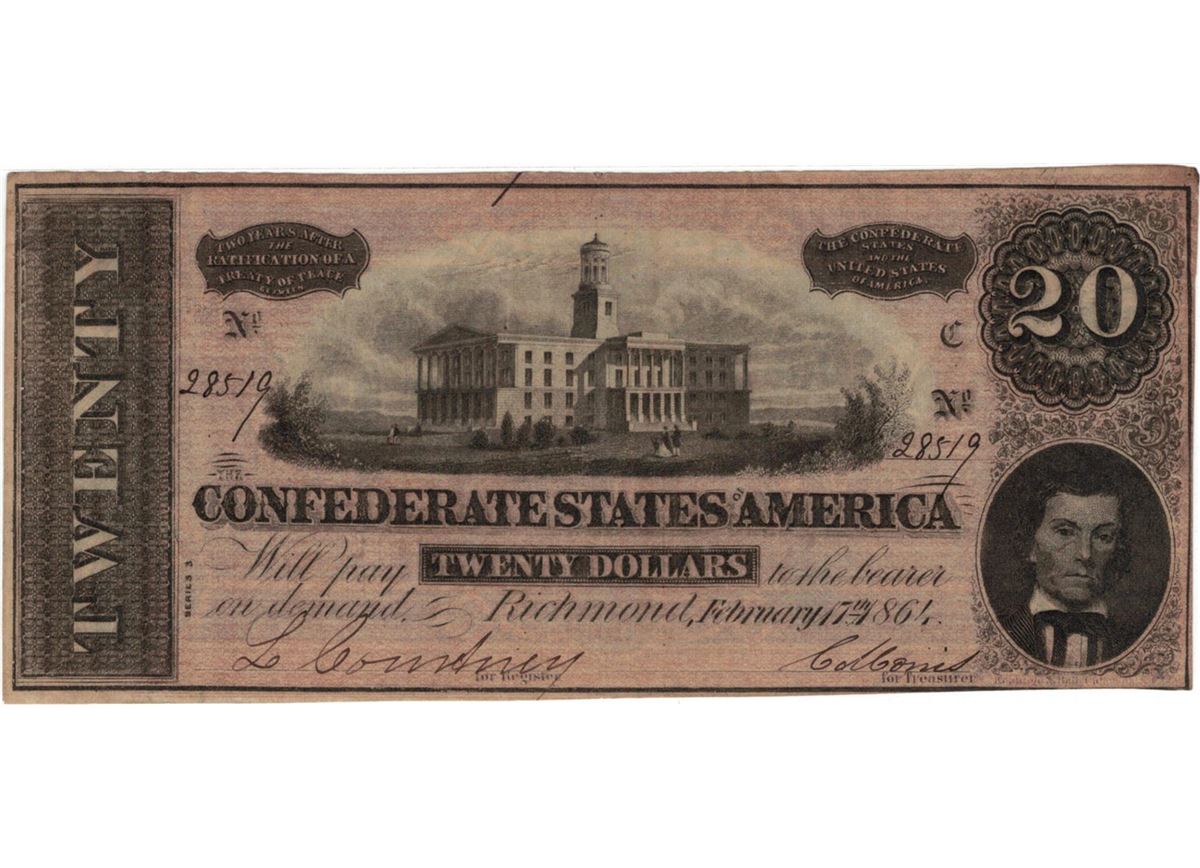 TWENTY
TWO YEARS AFTER
THE
RATIFICATION OF A
TREATY OF PEACE
BETWEEN
THE CONFEDERATE
STATES
AND THE
UNITED STATES
OF AMERICA.
20
No
C
28519
No
28519
THE
CONFEDERATE STATES OF AMERICA
Will pay TWENTY DOLLARS to the bearer
on demand. Richmond, February 17th 1864.
SERIES 3
L Courtney
for Register
for Treasurer